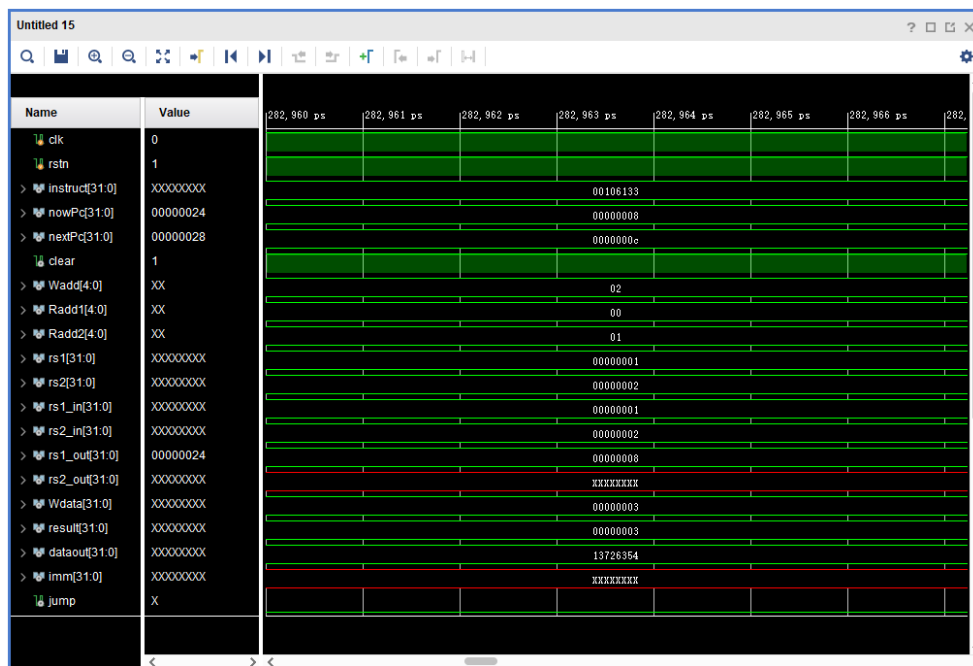 Untitled 15
?
Name Value 282,960 ps 282,961 ps 282,962 ps 282,963 ps 282,964 ps 282,965 ps 282,966 ps 282,
clk 0
rstn 1
instruct[31:0] XXXXXXXX 00106133
nowPc[31:0] 00000024 00000008
nextPc[31:0] 00000028 0000000c
clear 1
Wadd[4:0] XX 02
Radd1[4:0] XX 00
Radd2[4:0] XX 01
rs1[31:0] XXXXXXXX 00000001
rs2[31:0] XXXXXXXX 00000002
rs1_in[31:0] XXXXXXXX 00000001
rs2_in[31:0] XXXXXXXX 00000002
rs1_out[31:0] 00000024 00000008
rs2_out[31:0] XXXXXXXX XXXXXXXX
Wdata[31:0] XXXXXXXX 00000003
result[31:0] XXXXXXXX 00000003
dataout[31:0] XXXXXXXX 13726354
imm[31:0] XXXXXXXX XXXXXXXX
jump X